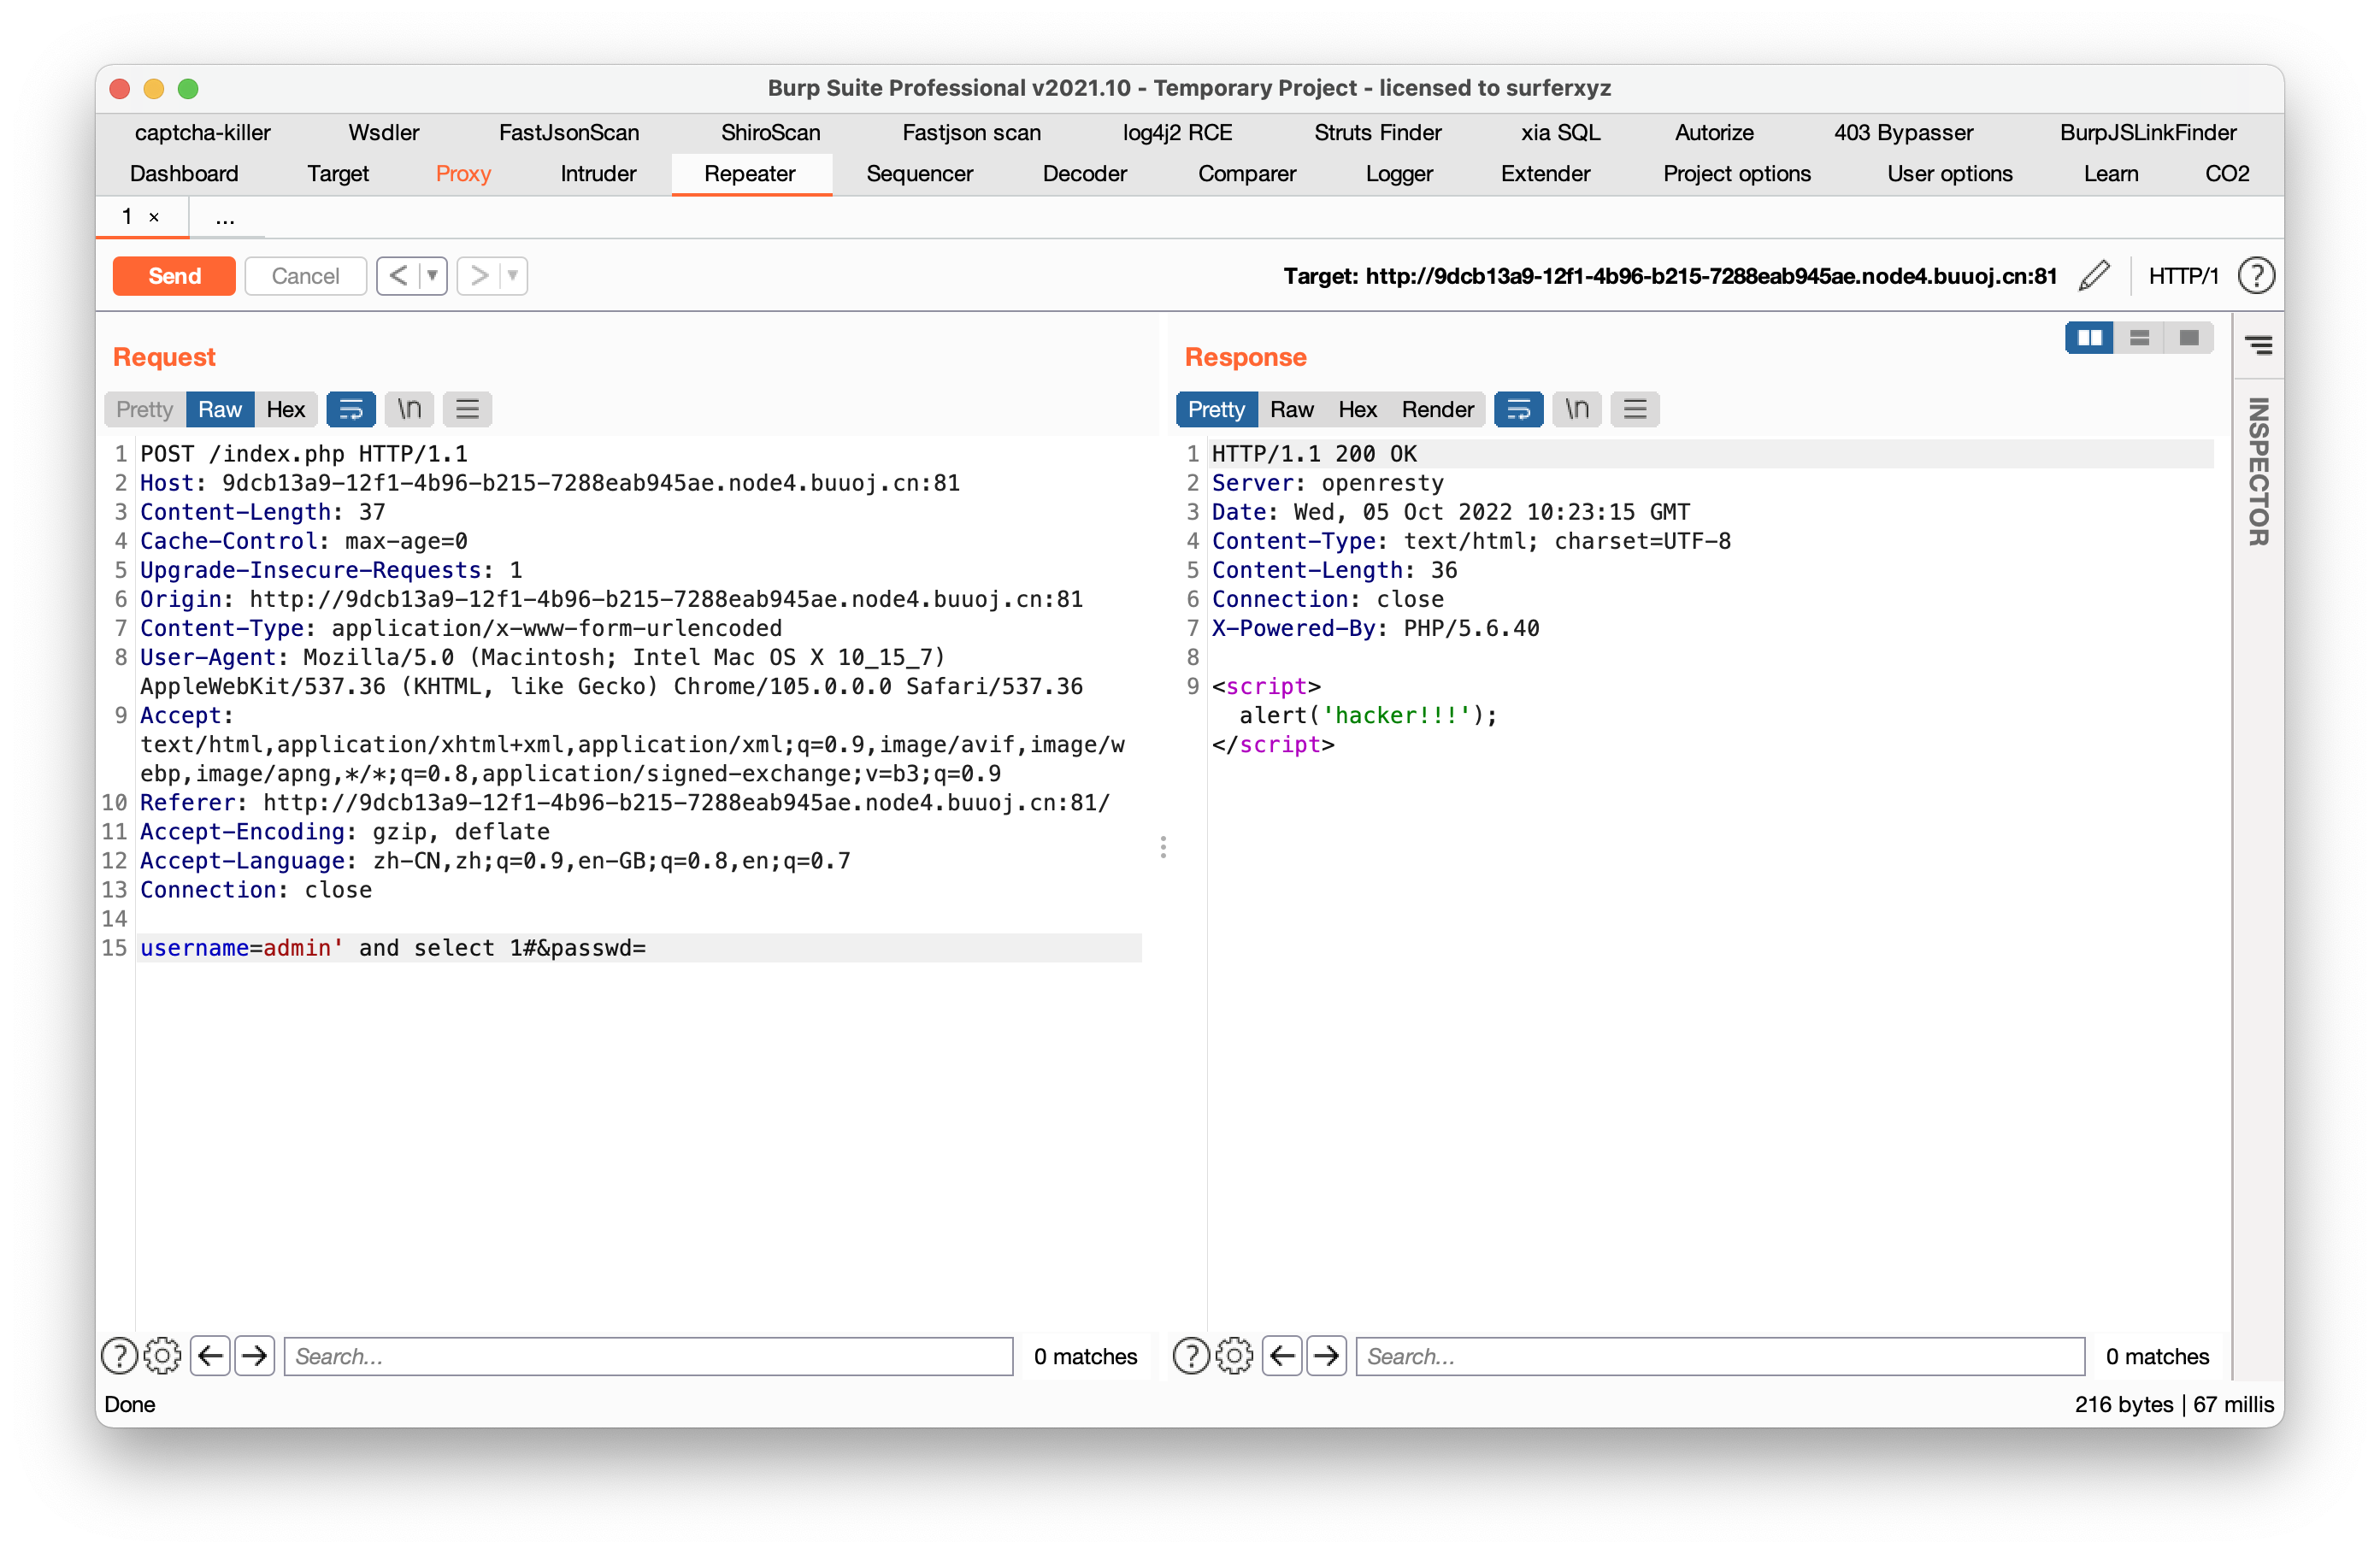 Burp Suite Professional v2021.10 - Temporary Project - licensed to surferxyz
captcha-killer Wsdler FastJsonScan ShiroScan Fastjson scan log4j2 RCE Struts Finder xia SQL Autorize 403 Bypasser BurpJSLinkFinder
Dashboard Target Proxy Intruder Repeater Sequencer Decoder Comparer Logger Extender Project options User options Learn CO2
1 × ...
Send Cancel < > Target: http://9dcb13a9-12f1-4b96-b215-7288eab945ae.node4.buuoj.cn:81 HTTP/1 ?
Request
Pretty Raw Hex \n
1 POST /index.php HTTP/1.1
2 Host: 9dcb13a9-12f1-4b96-b215-7288eab945ae.node4.buuoj.cn:81
3 Content-Length: 37
4 Cache-Control: max-age=0
5 Upgrade-Insecure-Requests: 1
6 Origin: http://9dcb13a9-12f1-4b96-b215-7288eab945ae.node4.buuoj.cn:81
7 Content-Type: application/x-www-form-urlencoded
8 User-Agent: Mozilla/5.0 (Macintosh; Intel Mac OS X 10_15_7)
AppleWebKit/537.36 (KHTML, like Gecko) Chrome/105.0.0.0 Safari/537.36
9 Accept:
text/html,application/xhtml+xml,application/xml;q=0.9,image/avif,image/w
ebp,image/apng,*/*;q=0.8,application/signed-exchange;v=b3;q=0.9
10 Referer: http://9dcb13a9-12f1-4b96-b215-7288eab945ae.node4.buuoj.cn:81/
11 Accept-Encoding: gzip, deflate
12 Accept-Language: zh-CN,zh;q=0.9,en-GB;q=0.8,en;q=0.7
13 Connection: close
14
15 username=admin' and select 1#&passwd=
? Search... 0 matches
Response
Pretty Raw Hex Render \n
1 HTTP/1.1 200 OK
2 Server: openresty
3 Date: Wed, 05 Oct 2022 10:23:15 GMT
4 Content-Type: text/html; charset=UTF-8
5 Content-Length: 36
6 Connection: close
7 X-Powered-By: PHP/5.6.40
8
9 <script>
alert('hacker!!!');
</script>
? Search... 0 matches
INSPECTOR
Done 216 bytes | 67 millis